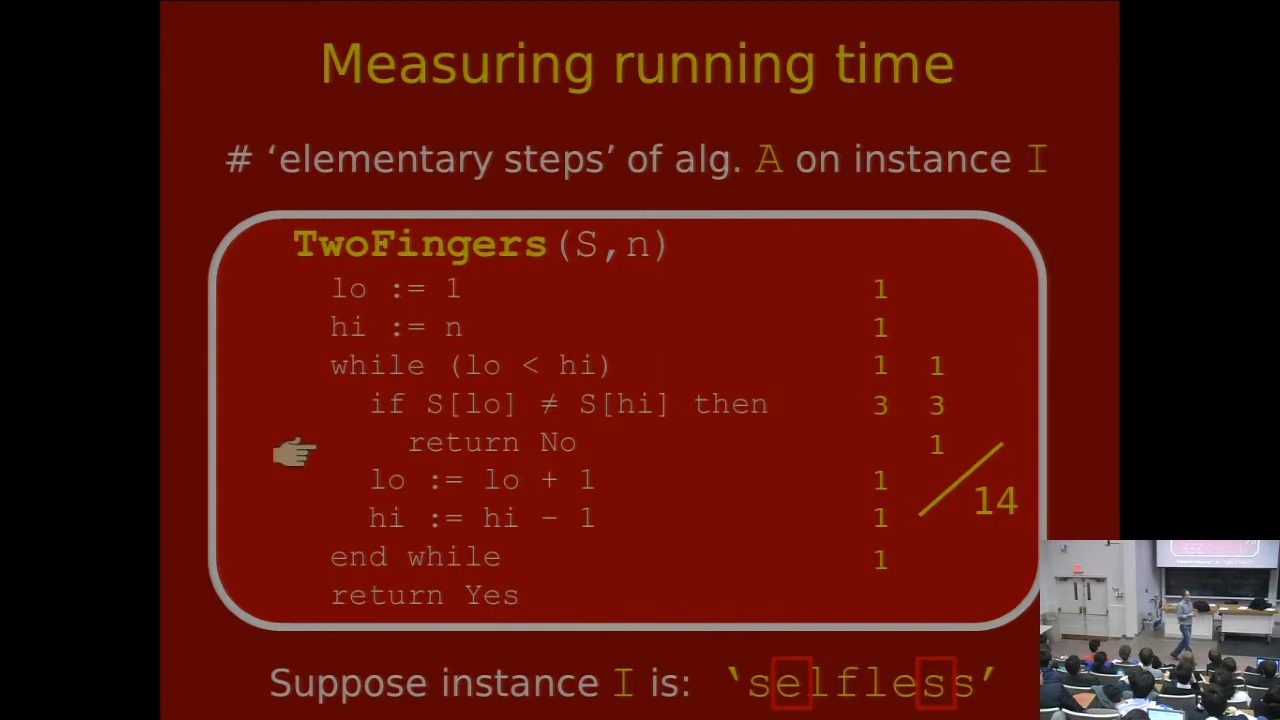 Measuring running time
# ‘elementary steps’ of alg. A on instance I
TwoFingers(S,n)
lo := 1 1
hi := n 1
while (lo < hi) 1 1
if S[lo] ≠ S[hi] then 3 3
return No 1
lo := lo + 1 1
14
hi := hi – 1 1
end while 1
return Yes
Suppose instance I is: ‘selfless’